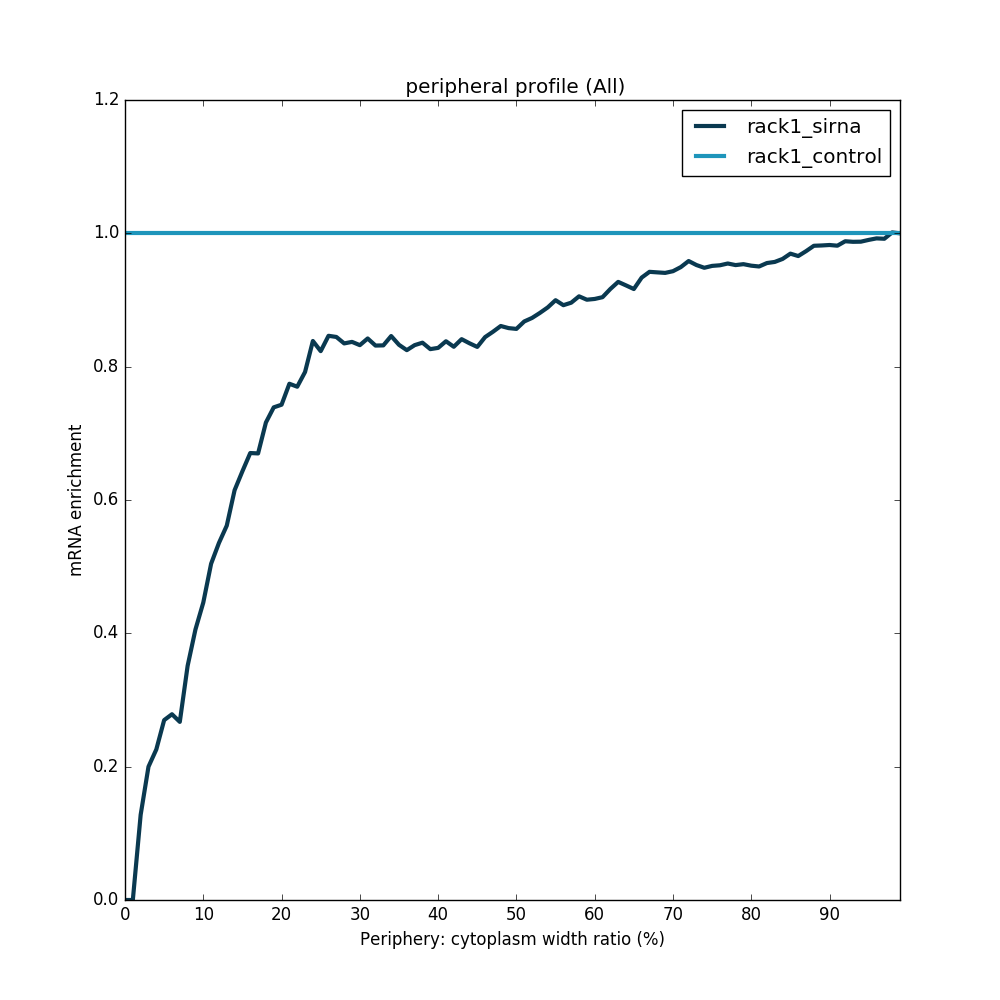 peripheral profile (All)
1.2
rack1_sirna
rack1_control
1.0
0.8
mRNA enrichment
0.6
0.4
0.2
0.0
0 10 20 30 40 50 60 70 80 90
Periphery: cytoplasm width ratio (%)